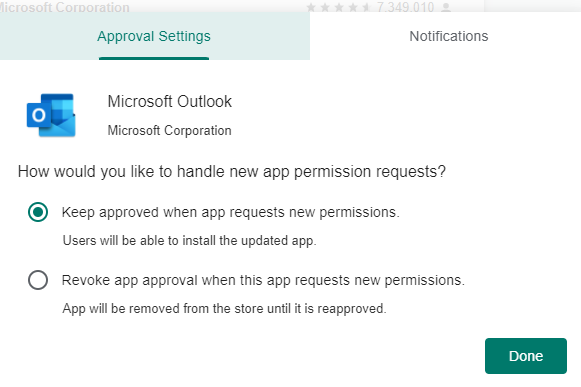 Microsoft Corporation 7,349,010
Approval Settings
Notifications
Microsoft Outlook
Microsoft Corporation
How would you like to handle new app permission requests?
Keep approved when app requests new permissions.
Users will be able to install the updated app.
Revoke app approval when this app requests new permissions.
App will be removed from the store until it is reapproved.
Done